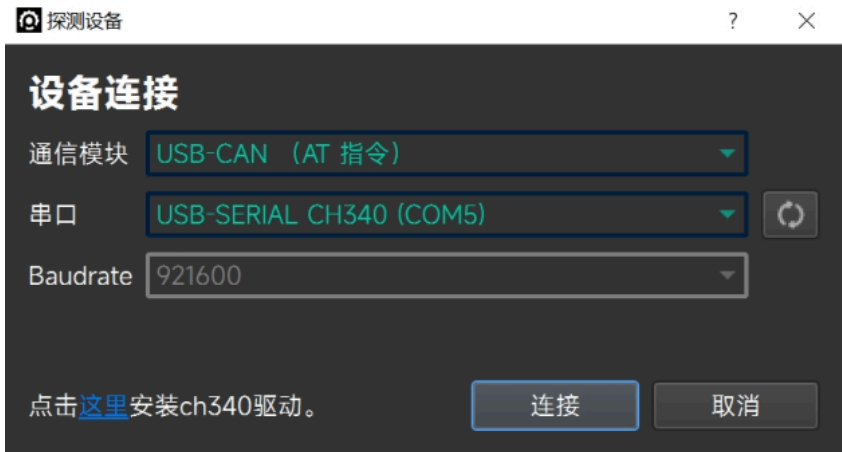 探测设备
?
设备连接
通信模块 USB-CAN （AT 指令）
串口 USB-SERIAL CH340 (COM5)
Baudrate 921600
点击这里安装ch340驱动。 连接 取消